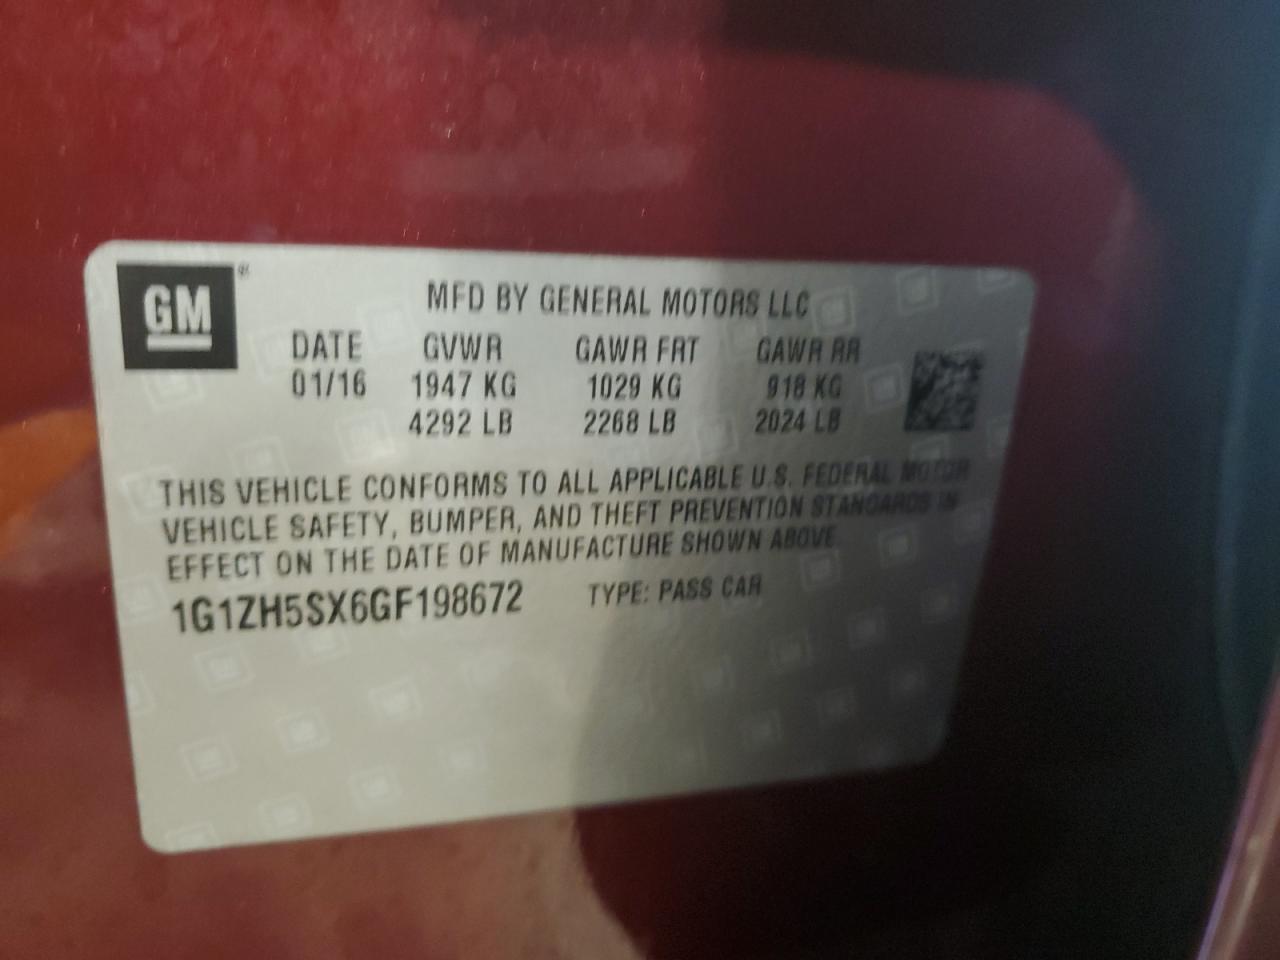 GM ®
MFD BY GENERAL MOTORS LLC
DATE GVWR GAWR FRT GAWR RR
01/16 1947 KG 1029 KG 918 KG
4292 LB 2268 LB 2024 LB
THIS VEHICLE CONFORMS TO ALL APPLICABLE U.S. FEDERAL MOTOR
VEHICLE SAFETY, BUMPER, AND THEFT PREVENTION STANDARDS IN
EFFECT ON THE DATE OF MANUFACTURE SHOWN ABOVE
1G1ZH5SX6GF198672 TYPE: PASS CAR